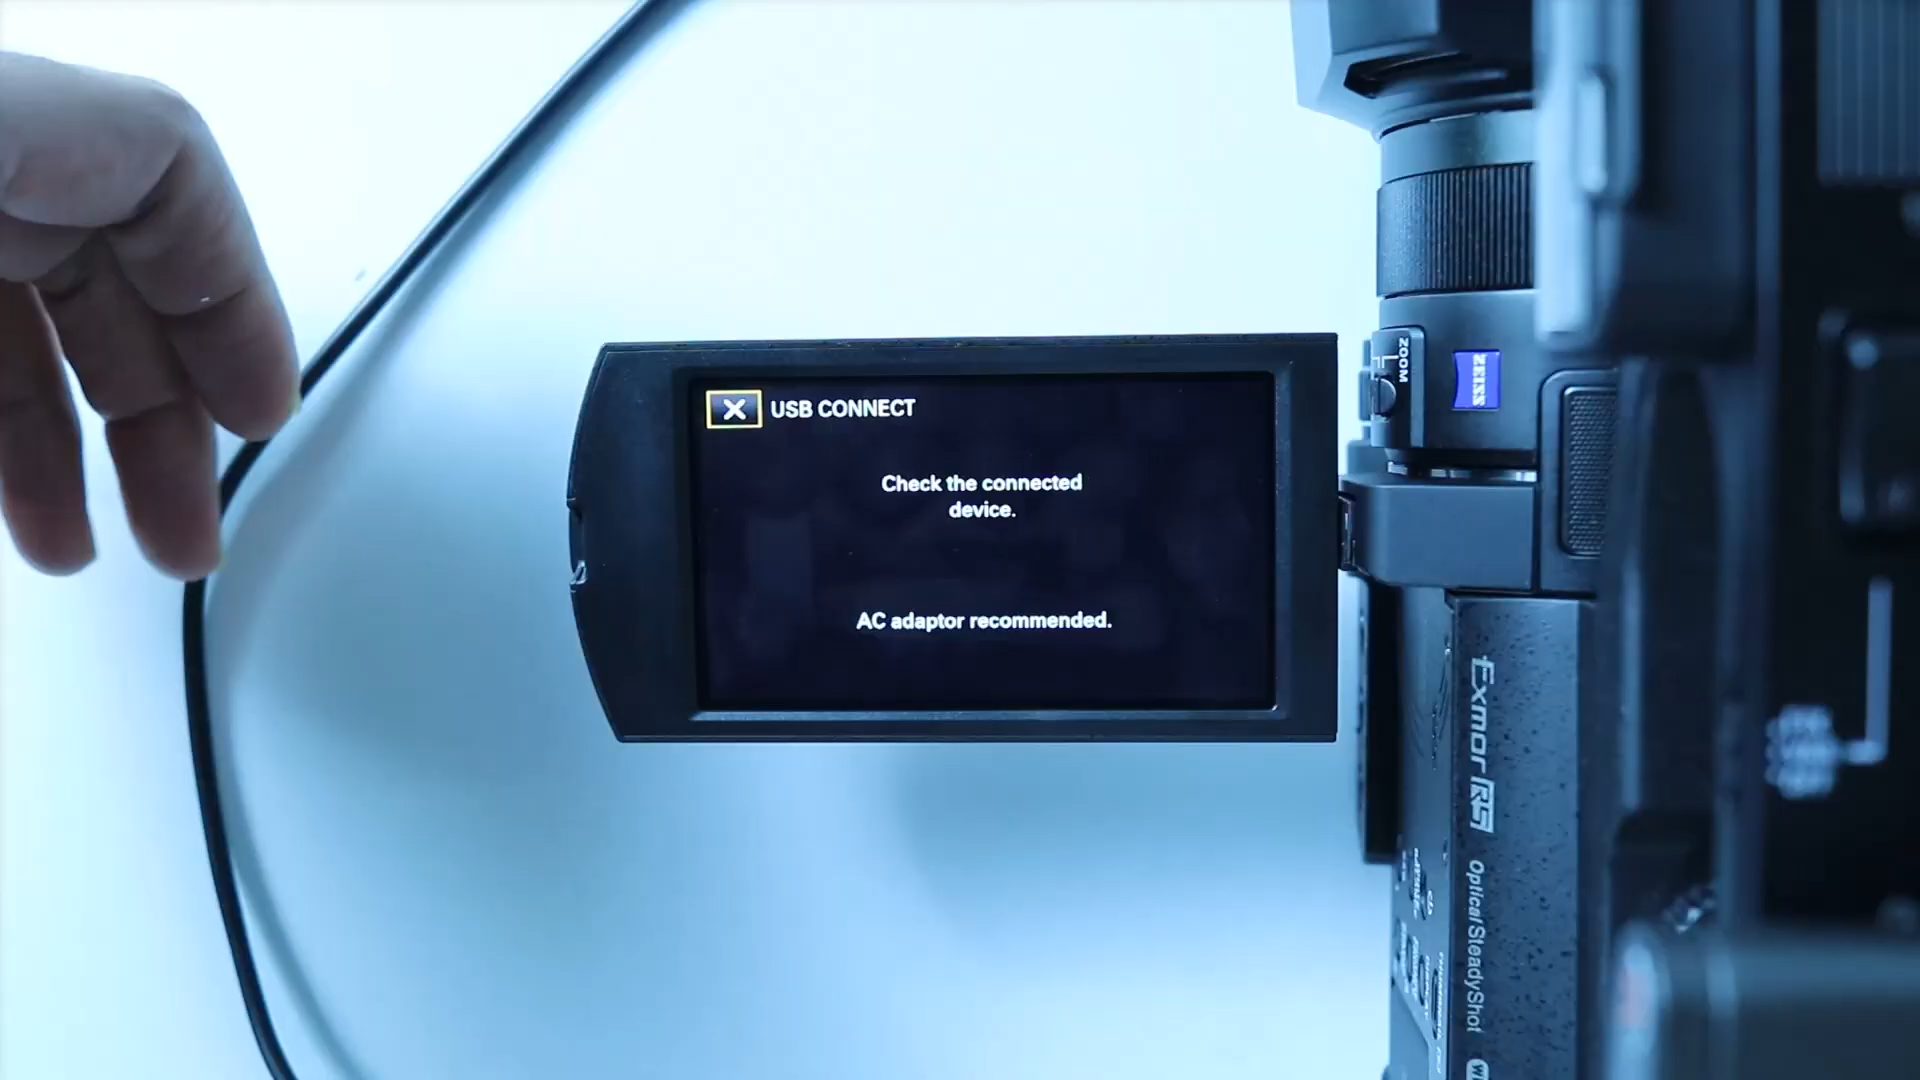 USB CONNECT
Check the connected
device.
AC adaptor recommended.
ZOOM
ZEISS
Exmor RS
Optical SteadyShot